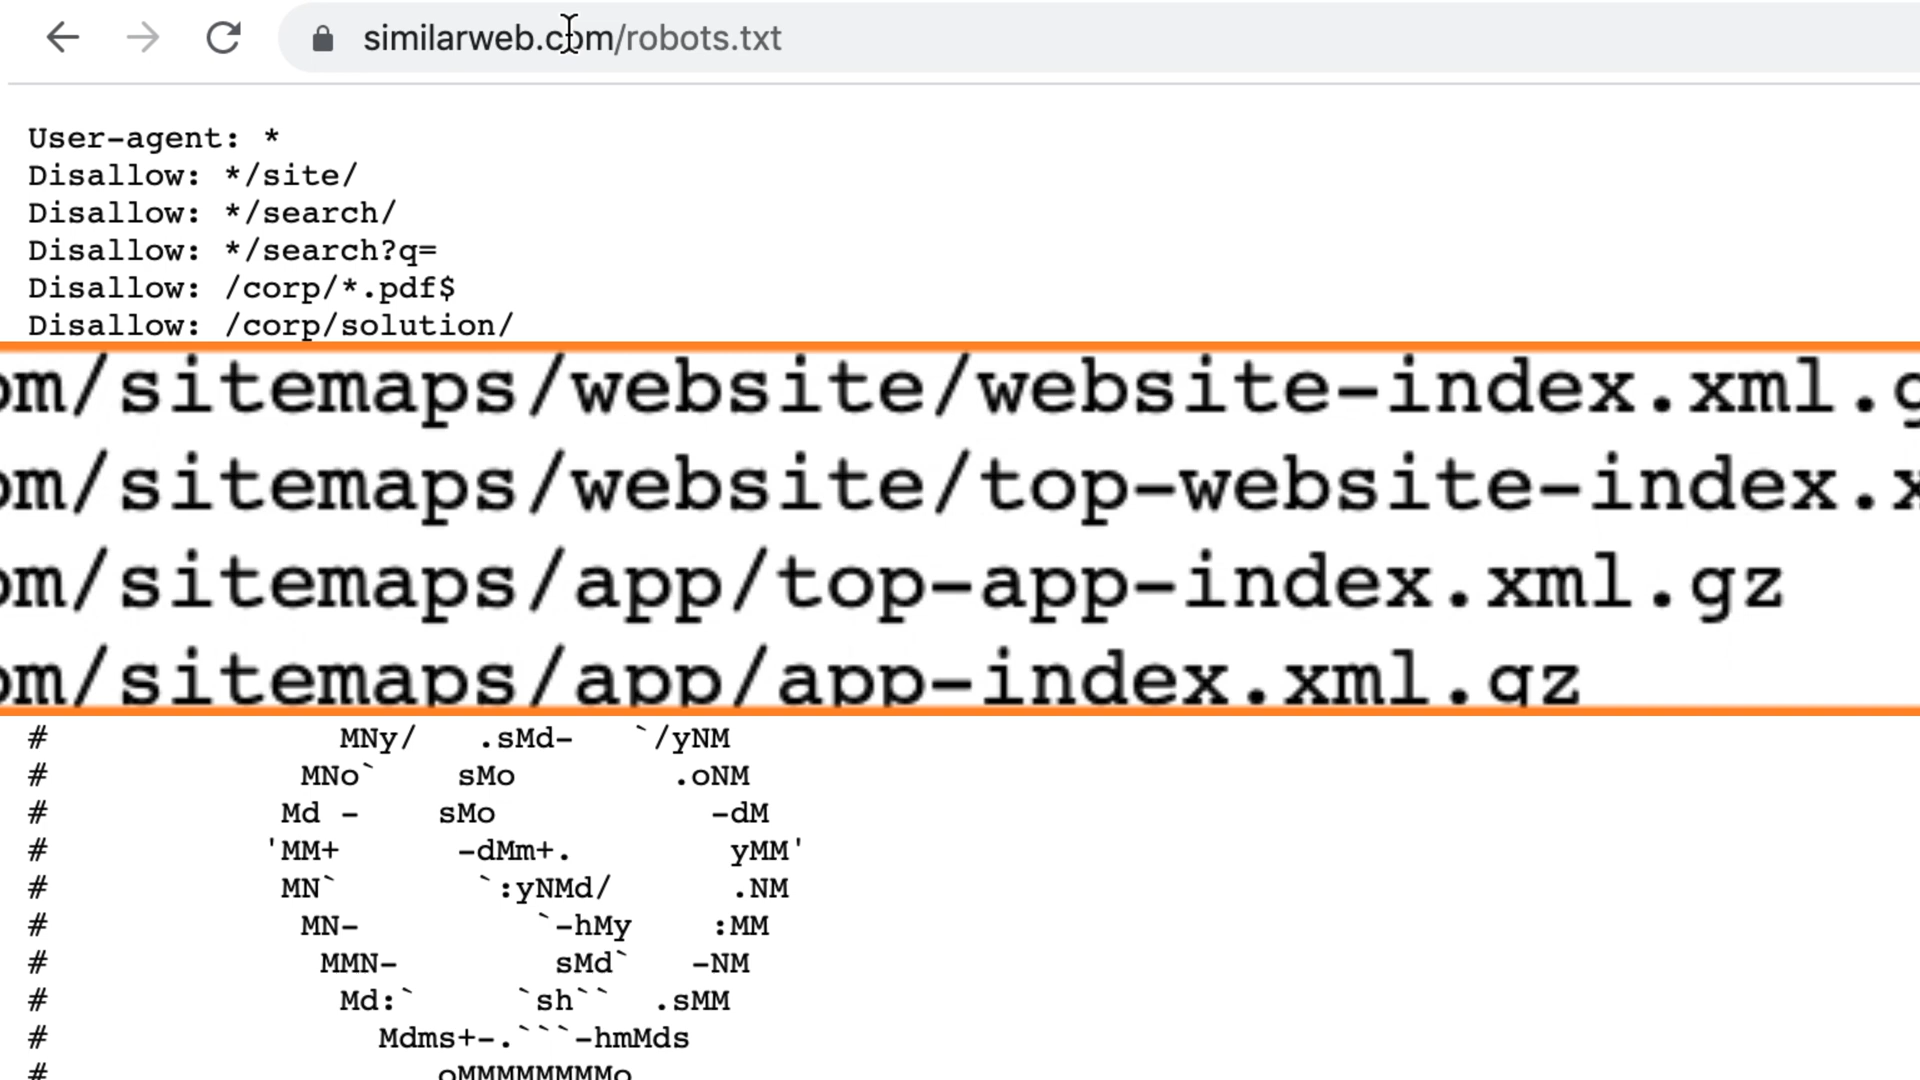 similarweb.com/robots.txt
User-agent: *
Disallow: */site/
Disallow: */search/
Disallow: */search?q=
Disallow: /corp/*.pdf$
Disallow: /corp/solution/
om/sitemaps/website/website-index.xml.g
om/sitemaps/website/top-website-index.x
om/sitemaps/app/top-app-index.xml.gz
om/sitemaps/app/app-index.xml.gz
#               MNy/   .sMd-   `/yNM
#             MNo`    sMo        .oNM
#            Md -    sMo           -dM
#           'MM+      -dMm+.        yMM'
#            MN`       `:yNMd/      .NM
#             MN-         `-hMy    :MM
#              MMN-        sMd`   -NM
#               Md:`     `sh``  .sMM
#                 Mdms+-.```-hmMds
#                    oMMMMMMMMo